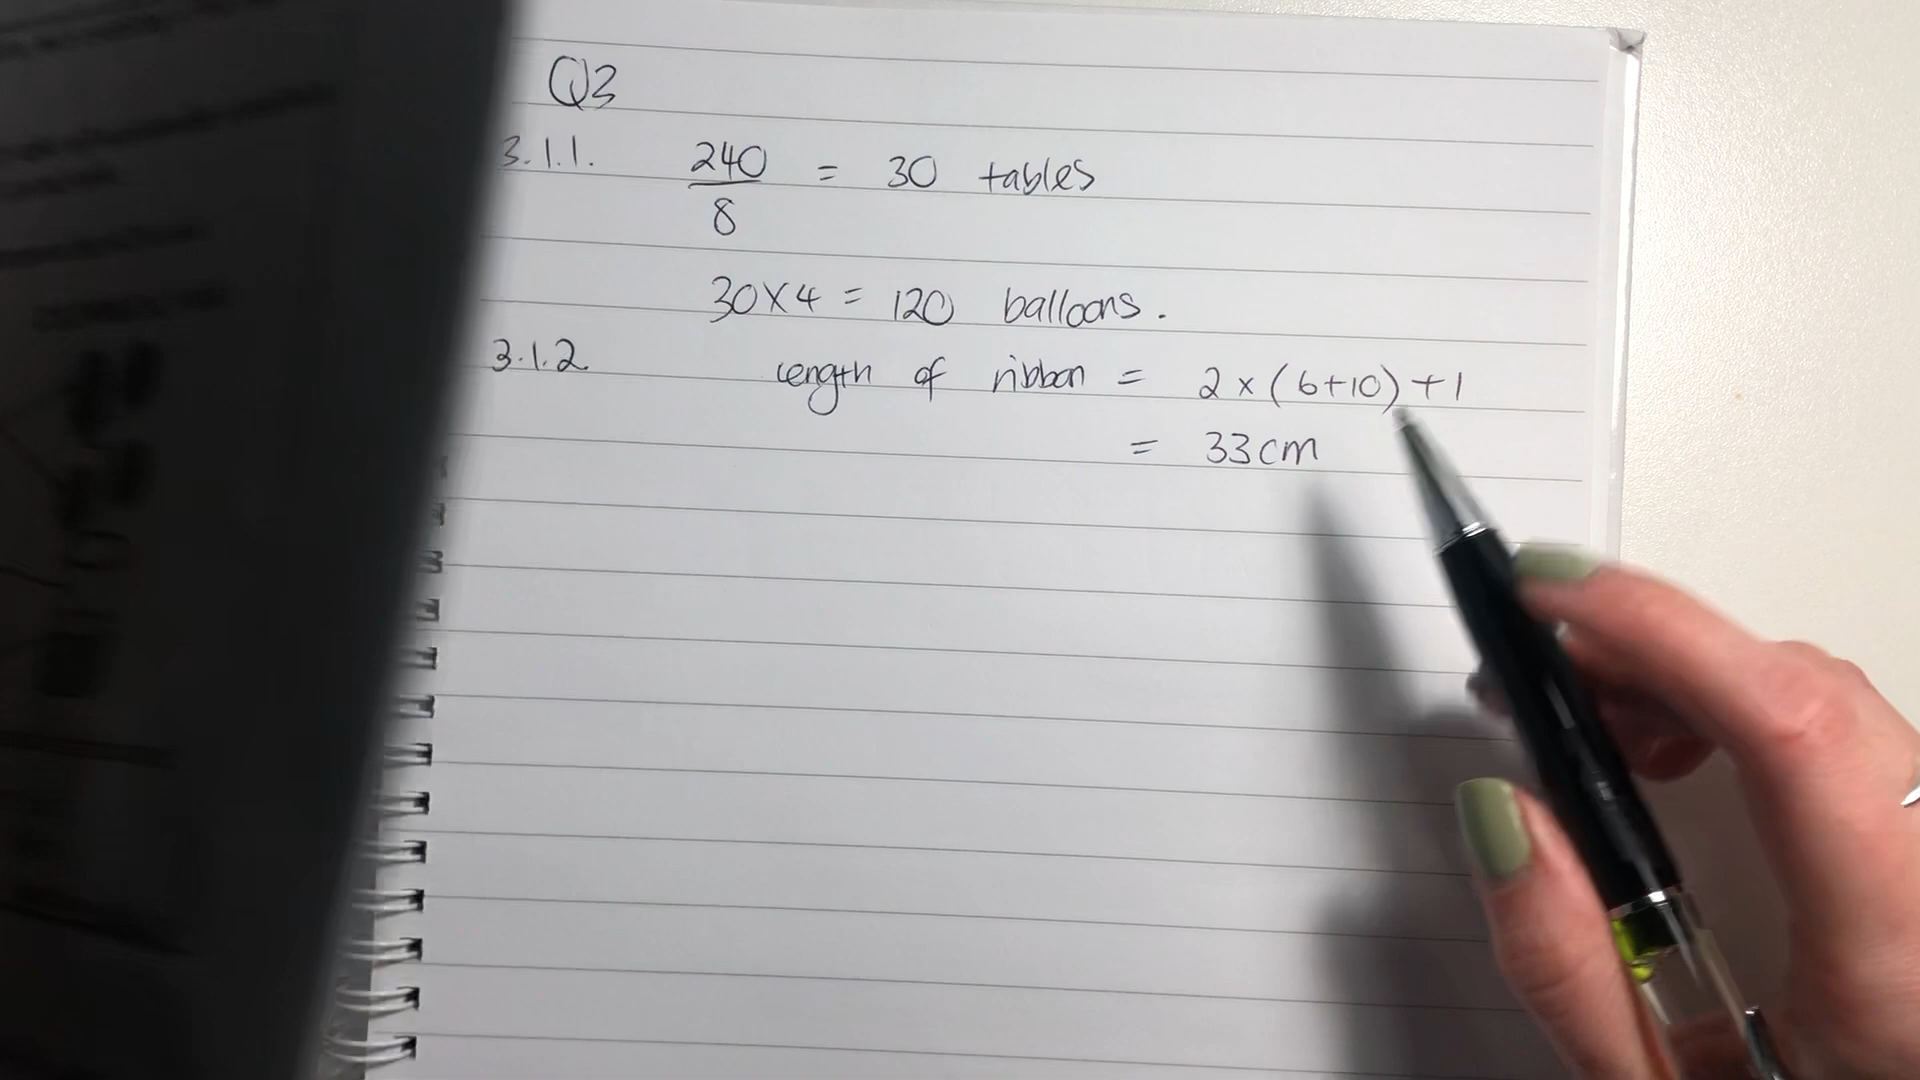 Q3
3.1.1. 240/8 = 30 tables
30×4 = 120 balloons.
3.1.2. Length of ribbon = 2×(6+10)+1
= 33cm